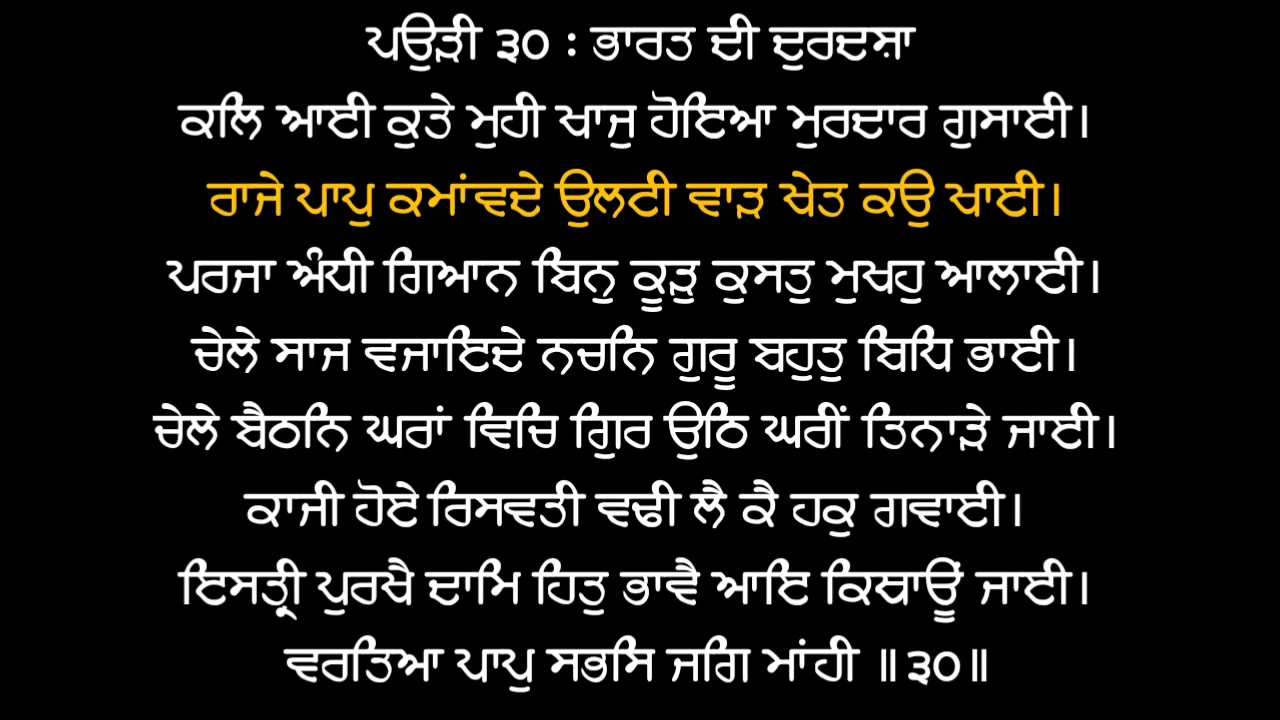 ਪਉੜੀ ੩੦ : ਭਾਰਤ ਦੀ ਦੁਰਦਸ਼ਾ
ਕਲਿ ਆਈ ਕੁਤੇ ਮੁਹੀ ਖਾਜੁ ਹੋਇਆ ਮੁਰਦਾਰ ਗੁਸਾਈ।
ਰਾਜੇ ਪਾਪੁ ਕਮਾਂਵਦੇ ਉਲਟੀ ਵਾੜ ਖੇਤ ਕਉ ਖਾਈ।
ਪਰਜਾ ਅੰਧੀ ਗਿਆਨ ਬਿਨੁ ਕੂੜੁ ਕੁਸਤੁ ਮੁਖਹੁ ਆਲਾਈ।
ਚੇਲੇ ਸਾਜ ਵਜਾਇਦੇ ਨਚਨਿ ਗੁਰੂ ਬਹੁਤੁ ਬਿਧਿ ਭਾਈ।
ਚੇਲੇ ਬੈਠਨਿ ਘਰਾਂ ਵਿਚਿ ਗੁਿਰ ਉਠਿ ਘਰੀਂ ਤਿਨਾੜੇ ਜਾਈ।
ਕਾਜੀ ਹੋਏ ਰਿਸਵਤੀ ਵਢੀ ਲੈ ਕੈ ਹਕੁ ਗਵਾਈ।
ਇਸਤ੍ਰੀ ਪੁਰਖੈ ਦਾਮਿ ਹਿਤੁ ਭਾਵੈ ਆਇ ਕਿਥਾਊਂ ਜਾਈ।
ਵਰਤਿਆ ਪਾਪੁ ਸਭਸਿ ਜਗਿ ਮਾਂਹੀ ॥੩੦॥